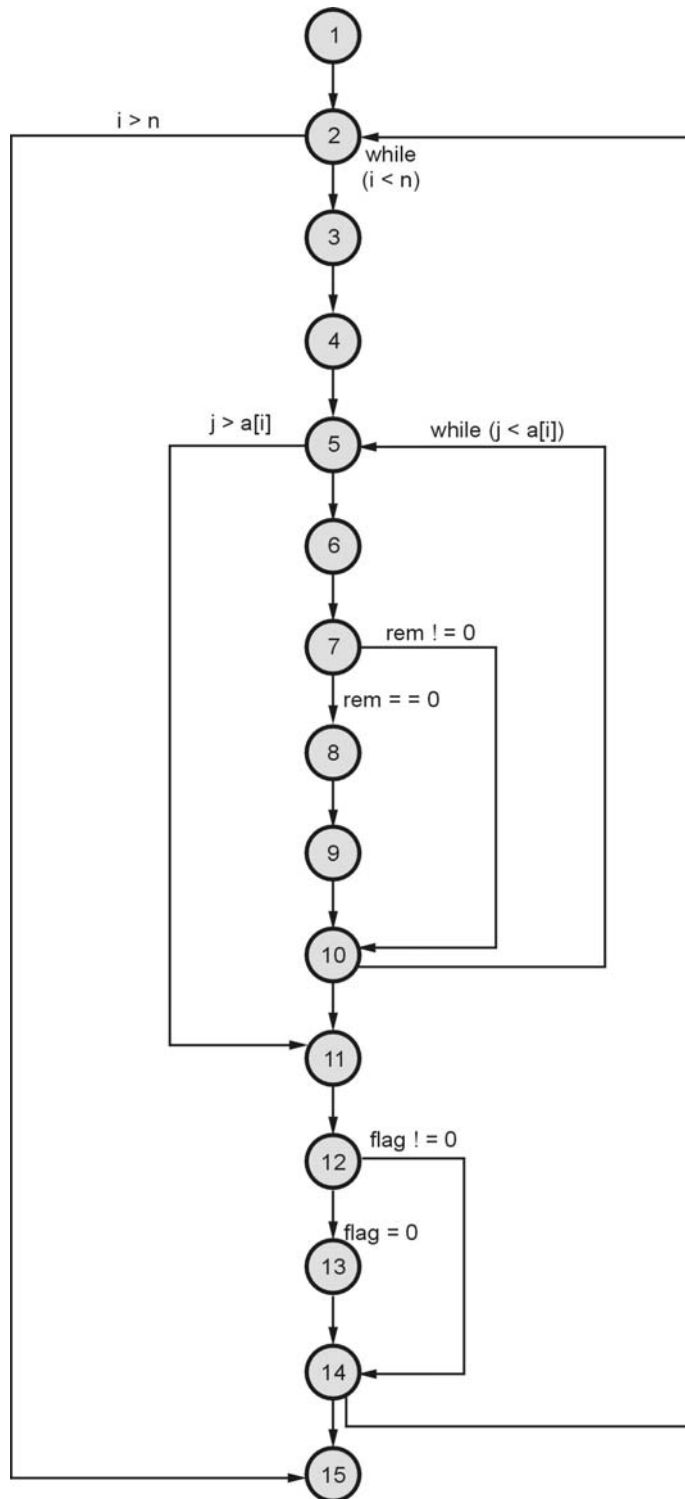 1
i > n
2
while
(i < n)
3
4
j > a[i]
5
while (j < a[i])
6
7
rem ! = 0
rem = = 0
8
9
10
11
12
flag ! = 0
flag = 0
13
14
15